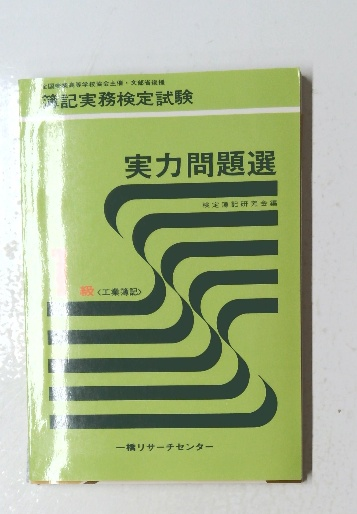 全国商業高等学校協会主催・文部省後援
簿記実務検定試験
実力問題選
検定簿記研究会編
1級〈工業簿記〉
一橋リサーチセンター